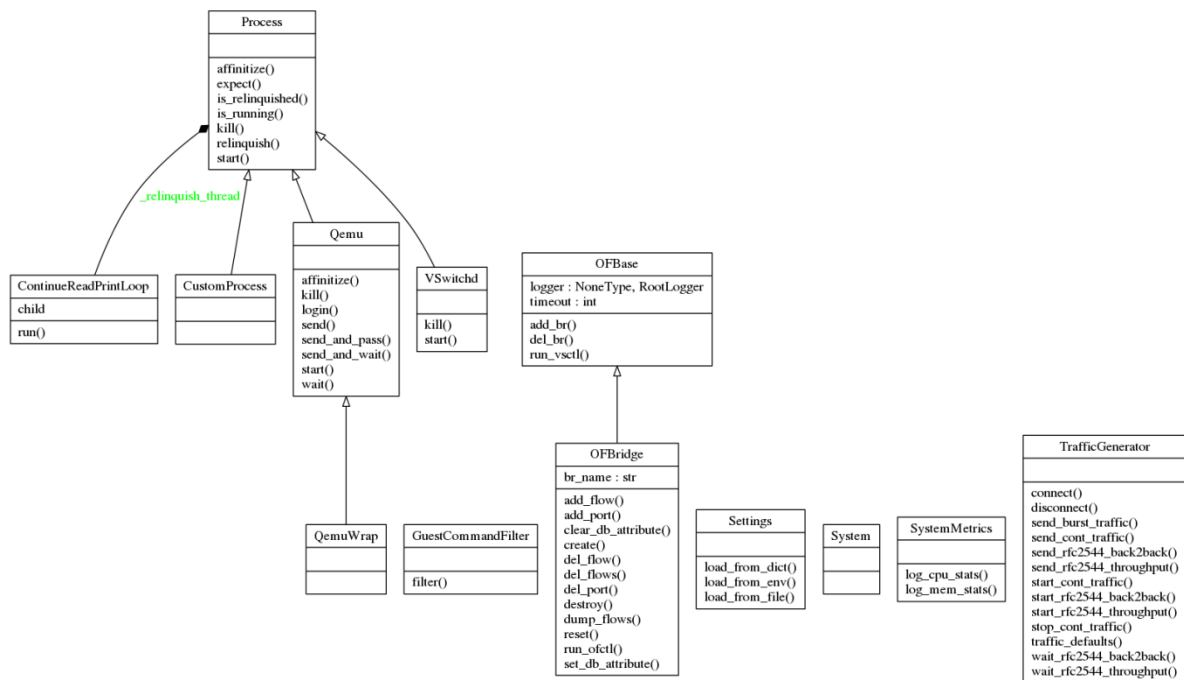 Process
affinitize()
expect()
is_relinquished()
is_running()
kill()
relinquish()
start()
_relinquish_thread
ContinueReadPrintLoop
child
run()
CustomProcess
Qemu
affinitize()
kill()
login()
send()
send_and_pass()
send_and_wait()
start()
wait()
VSwitchd
kill()
start()
OFBase
logger : NoneType, RootLogger
timeout : int
add_br()
del_br()
run_vsctl()
QemuWrap
GuestCommandFilter
filter()
OFBridge
br_name : str
add_flow()
add_port()
clear_db_attribute()
create()
del_flow()
del_flows()
del_port()
destroy()
dump_flows()
reset()
run_ofctl()
set_db_attribute()
Settings
load_from_dict()
load_from_env()
load_from_file()
System
SystemMetrics
log_cpu_stats()
log_mem_stats()
TrafficGenerator
connect()
disconnect()
send_burst_traffic()
send_cont_traffic()
send_rfc2544_back2back()
send_rfc2544_throughput()
start_cont_traffic()
start_rfc2544_back2back()
start_rfc2544_throughput()
stop_cont_traffic()
traffic_defaults()
wait_rfc2544_back2back()
wait_rfc2544_throughput()